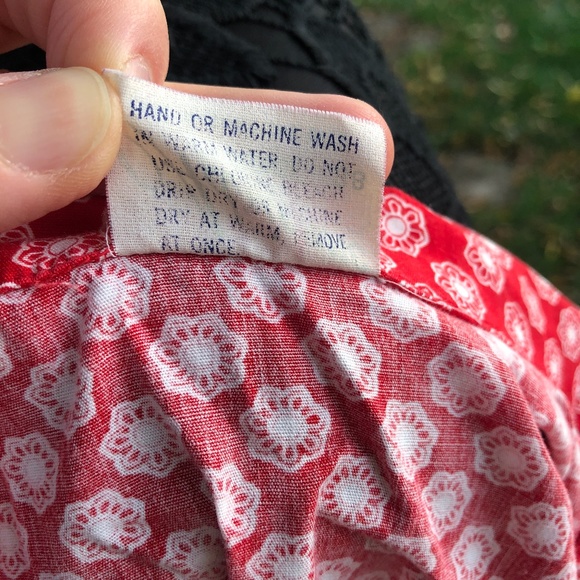 HAND OR MACHINE WASH
IN WARM WATER. DO NOT
USE CHLORINE BLEACH
DRIP DRY OR MACHINE
DRY AT WARM, REMOVE
AT ONCE.
8